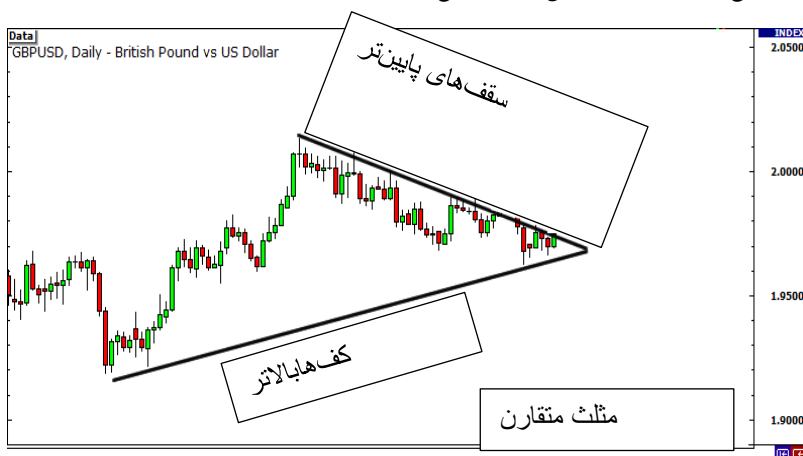 Data
INDEX
GBPUSD, Daily - British Pound vs US Dollar
2.0500
سقف‌های پایین‌تر
2.0000
1.9500
کف‌هابالاتر
مثلث متقارن
1.9000